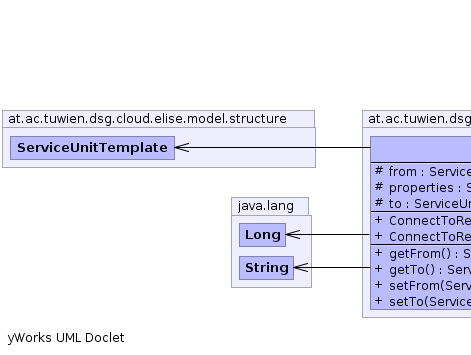 at.ac.tuwien.dsg.cloud.elise.model.structure
ServiceUnitTemplate
java.lang
Long
String
at.ac.tuwien.dsg
# from : Service
# properties : S
# to : ServiceUn
+ ConnectToRe
+ ConnectToRe
+ getFrom() : S
+ getTo() : Serv
+ setFrom(Serv
+ setTo(Service
yWorks UML Doclet